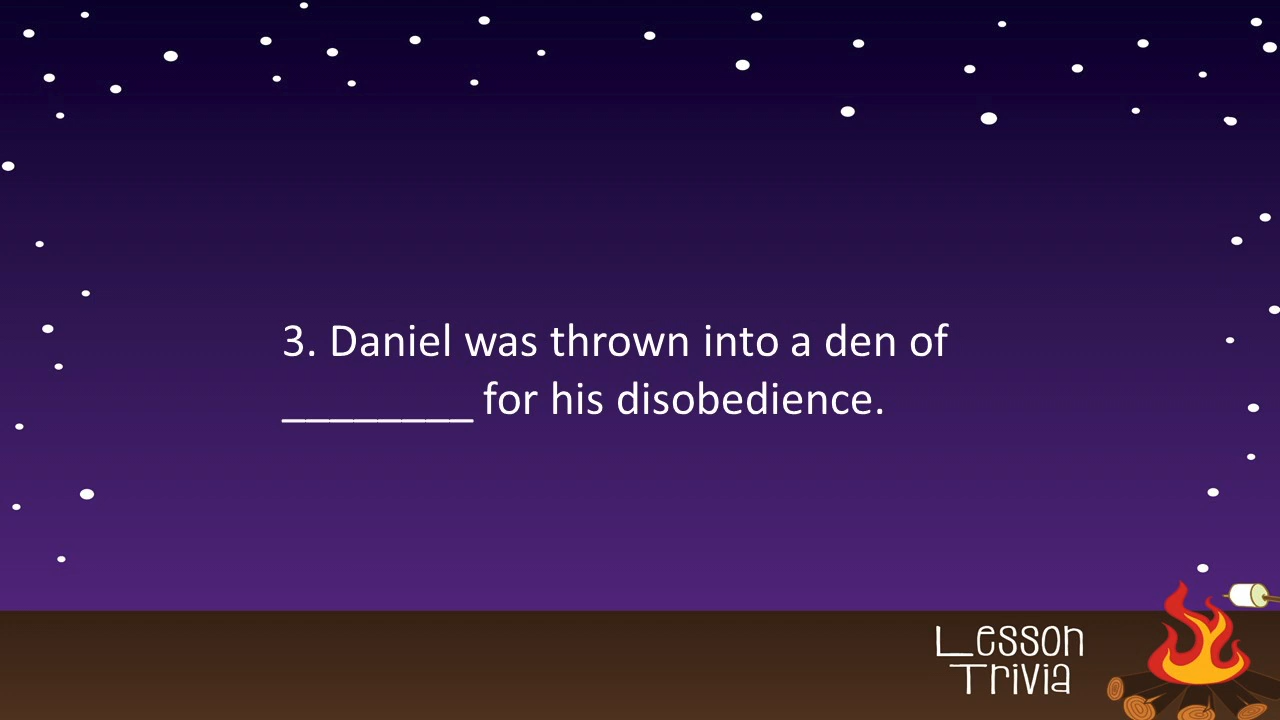 3. Daniel was thrown into a den of
________ for his disobedience.
Lesson
Trivia